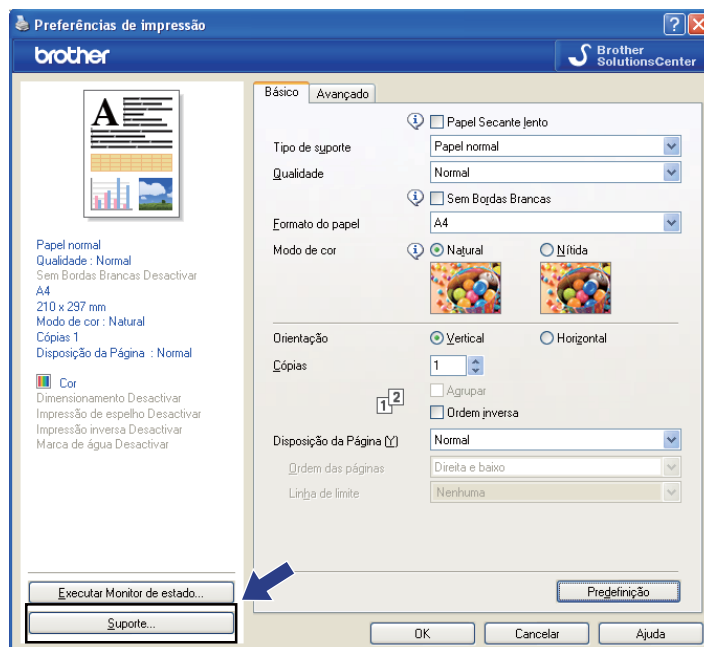 Preferências de impressão
brother
Brother
SolutionsCenter
Básico
Avançado
A
Papel Secante lento
Tipo de suporte
Papel normal
Qualidade
Normal
Sem Bordas Brancas
Formato do papel
A4
Modo de cor
Natural
Nítida
Orientação
Vertical
Horizontal
Cópias
1
Agrupar
12
Ordem inversa
Disposição da Página (Y)
Normal
Ordem das páginas
Direita e baixo
Linha de limite
Nenhuma
Papel normal
Qualidade : Normal
Sem Bordas Brancas Desactivar
A4
210 x 297 mm
Modo de cor : Natural
Cópias 1
Disposição da Página : Normal
Cor
Dimensionamento Desactivar
Impressão de espelho Desactivar
Impressão inversa Desactivar
Marca de água Desactivar
Executar Monitor de estado...
Suporte...
Predefinição
OK
Cancelar
Ajuda